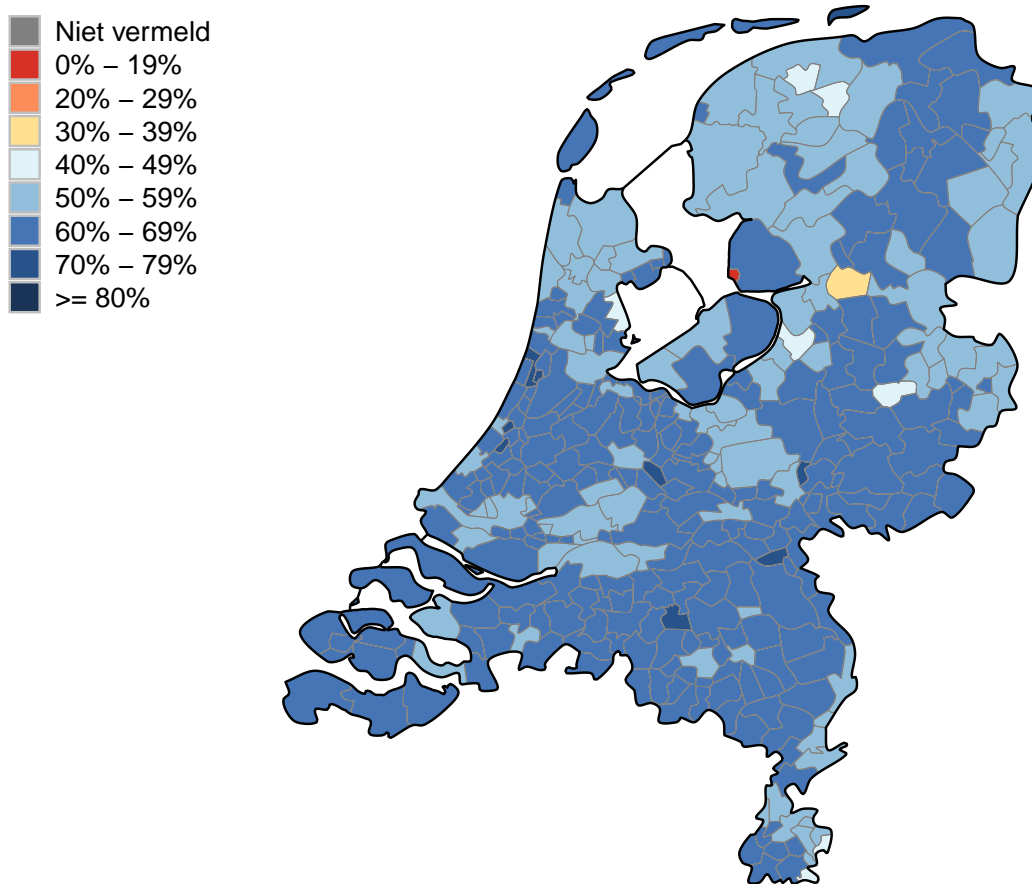 Niet vermeld
0% – 19%
20% – 29%
30% – 39%
40% – 49%
50% – 59%
60% – 69%
70% – 79%
>= 80%